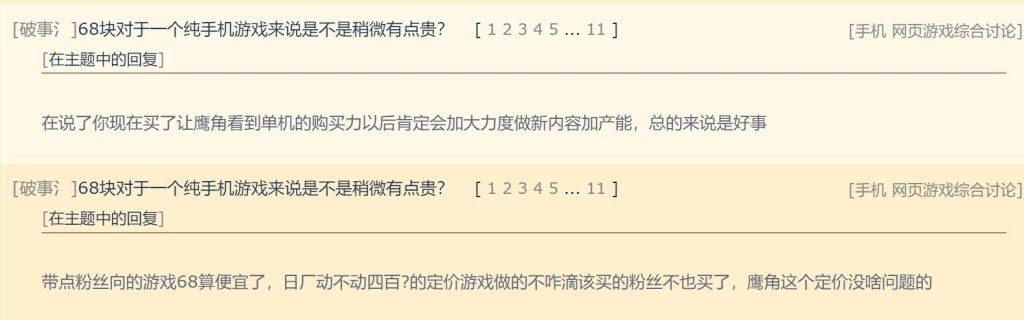 [破事氵]68块对于一个纯手机游戏来说是不是稍微有点贵? [ 1 2 3 4 5 ... 11 ] [手机 网页游戏综合讨论]
[在主题中的回复]
在说了你现在买了让鹰角看到单机的购买力以后肯定会加大力度做新内容加产能，总的来说是好事
[破事氵]68块对于一个纯手机游戏来说是不是稍微有点贵? [ 1 2 3 4 5 ... 11 ] [手机 网页游戏综合讨论]
[在主题中的回复]
带点粉丝向的游戏68算便宜了，日厂动不动四百?的定价游戏做的不咋滴该买的粉丝不也买了，鹰角这个定价没啥问题的